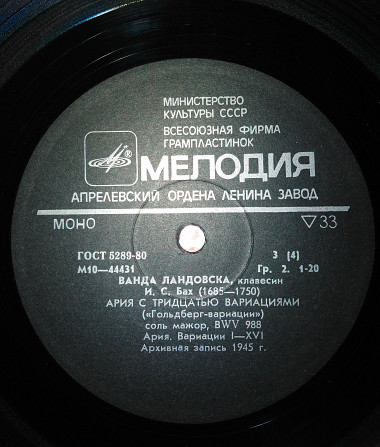 МИНИСТЕРСТВО
КУЛЬТУРЫ СССР
ВСЕСОЮЗНАЯ ФИРМА
ГРАМПЛАСТИНОК
® МЕЛОДИЯ
АПРЕЛЕВСКИЙ ОРДЕНА ЛЕНИНА ЗАВОД
МОНО ▽33
ГОСТ 5289-80 3 [4]
М10—44431 Гр. 2. 1-20
ВАНДА ЛАНДОВСКА, клавесин
И. С. Бах (1685—1750)
АРИЯ С ТРИДЦАТЬЮ ВАРИАЦИЯМИ
(«Гольдберг-вариации»)
соль мажор, BWV 988
Ария. Вариации I—XVI
Архивная запись 1945 г.